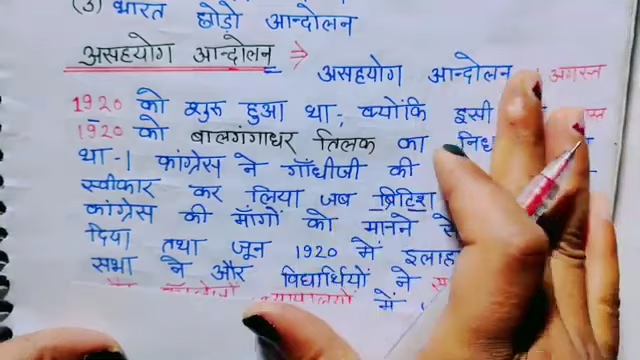 (3) भारत छोड़ो आन्दोलन
असहयोग आन्दोलन ⇒
असहयोग आन्दोलन अगस्त
1920 को शुरू हुआ था; क्योंकि इसी
1920 को बालगंगाधर तिलक का
था-। कांग्रेस ने गाँधीजी की
स्वीकार कर लिया जब ब्रिटिश
कांग्रेस की माँगों को मानने से
दिया तथा जून 1920 में
सभा ने और विद्यार्थियों ने
में